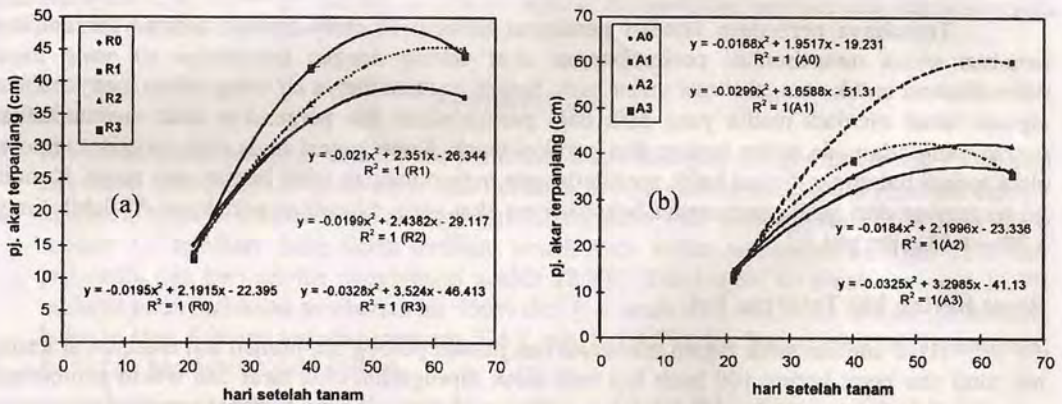 50
45
40
35
30
25
20
15
10
5
0
pj. akar terpanjang (cm)
R0
R1
R2
R3
(a)
y = -0.021x² + 2.351x - 26.344
R² = 1 (R1)
y = -0.0199x² + 2.4382x - 29.117
R² = 1 (R2)
y = -0.0195x² + 2.1915x - 22.395
R² = 1 (R0)
y = -0.0328x² + 3.524x - 46.413
R² = 1 (R3)
0 10 20 30 40 50 60 70
hari setelah tanam
70
60
50
40
30
20
10
0
pj. akar terpanjang (cm)
A0
A1
A2
A3
y = -0.0168x² + 1.9517x - 19.231
R² = 1 (A0)
y = -0.0299x² + 3.6588x - 51.31
R² = 1(A1)
(b)
y = -0.0184x² + 2.1996x - 23.336
R² = 1(A2)
y = -0.0325x² + 3.2985x - 41.13
R² = 1(A3)
0 10 20 30 40 50 60 70
hari setelah tanam